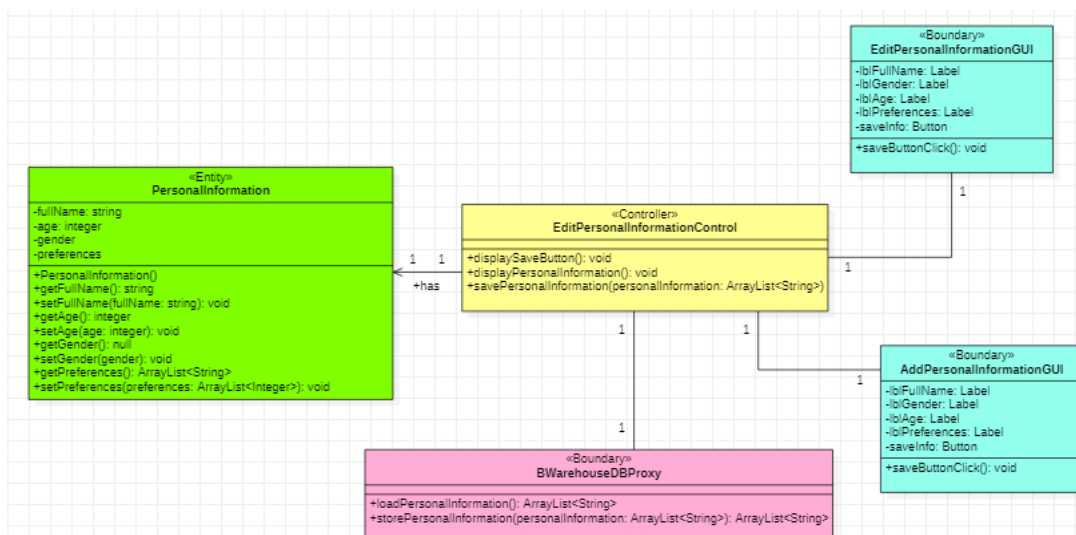 «Boundary»
EditPersonalInformationGUI
-lblFullName: Label
-lblGender: Label
-lblAge: Label
-lblPreferences: Label
-saveInfo: Button
+saveButtonClick(): void
1
«Entity»
PersonalInformation
-fullName: string
-age: integer
-gender
-preferences
+PersonalInformation()
+getFullName(): string
+setFullName(fullName: string): void
+getAge(): integer
+setAge(age: integer): void
+getGender(): null
+setGender(gender): void
+getPreferences(): ArrayList<String>
+setPreferences(preferences: ArrayList<Integer>): void
1 1
+has
«Controller»
EditPersonalInformationControl
+displaySaveButton(): void
+displayPersonalInformation(): void
+savePersonalInformation(personalInformation: ArrayList<String>)
1
1
1
1
«Boundary»
AddPersonalInformationGUI
-lblFullName: Label
-lblGender: Label
-lblAge: Label
-lblPreferences: Label
-saveInfo: Button
+saveButtonClick(): void
1
«Boundary»
BWarehouseDBProxy
+loadPersonalInformation(): ArrayList<String>
+storePersonalInformation(personalInformation: ArrayList<String>): ArrayList<String>